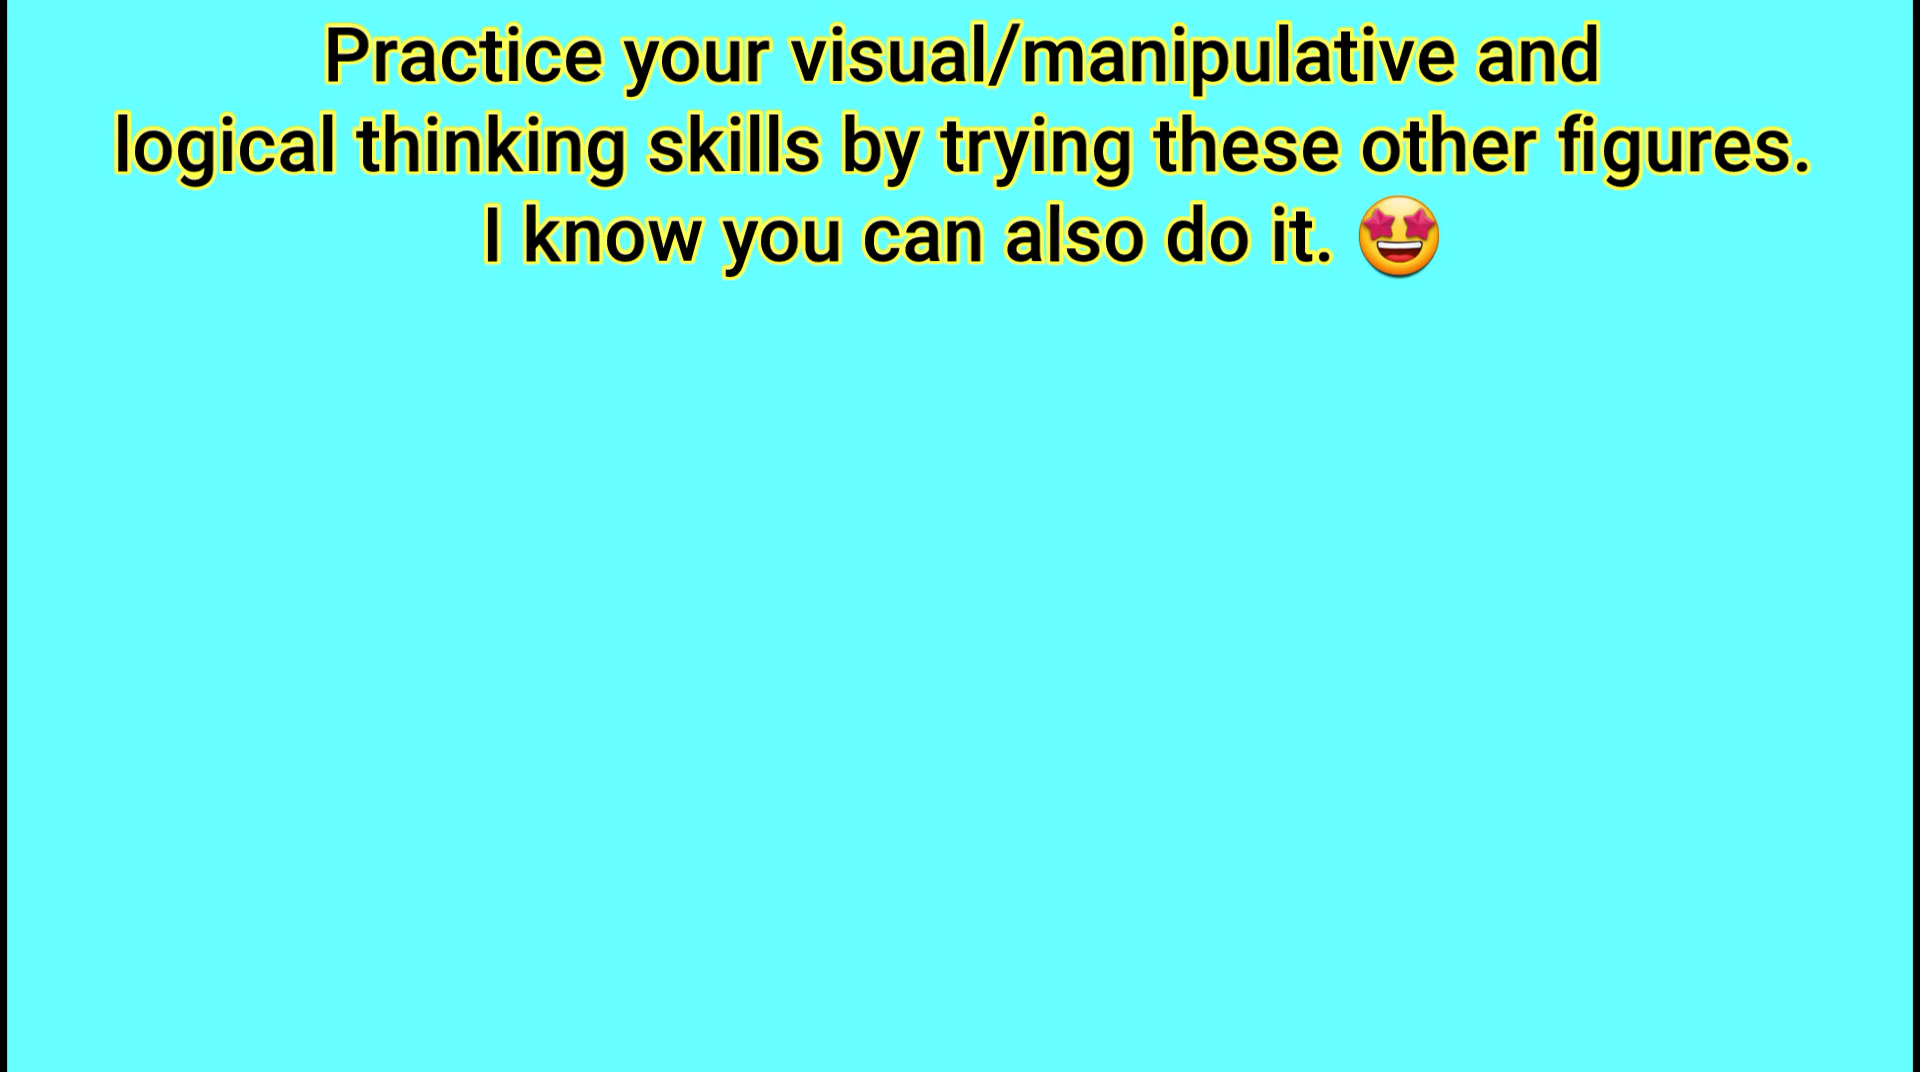 Practice your visual/manipulative and
logical thinking skills by trying these other figures.
I know you can also do it. 🤩